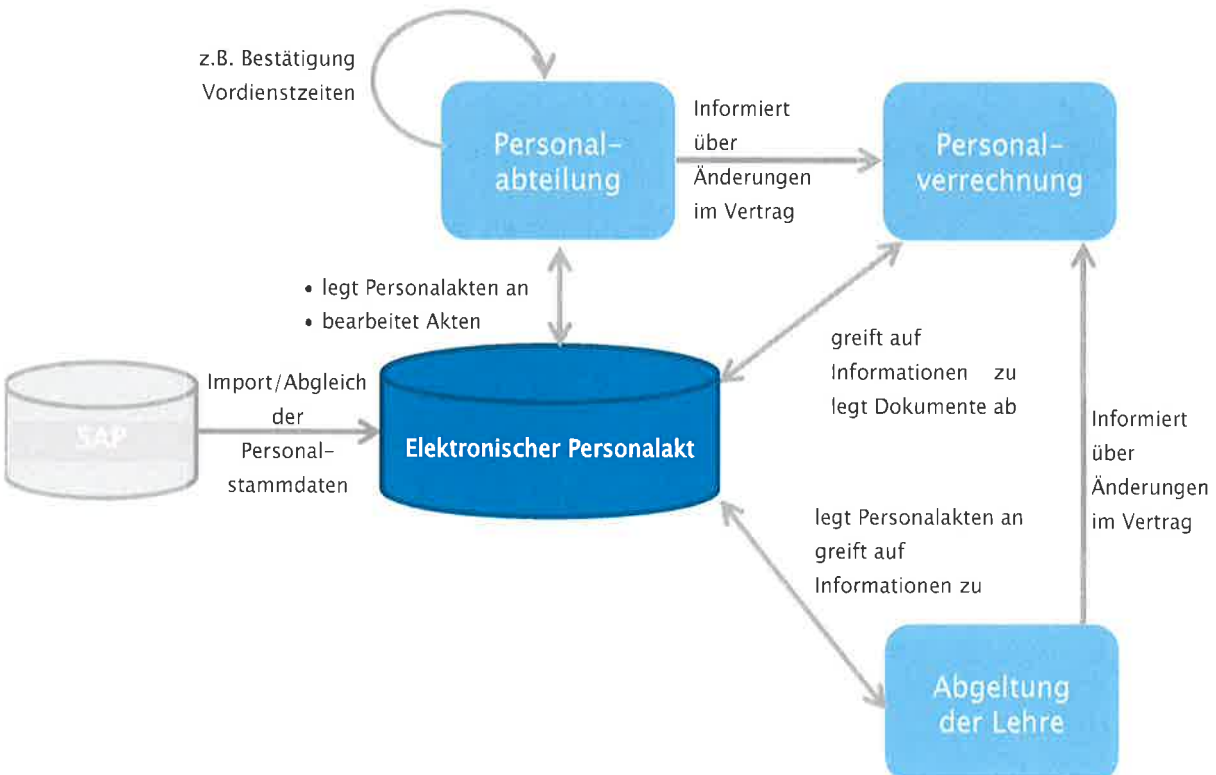 z.B. Bestätigung
Vordienstzeiten
Personal-
abteilung
Informiert
über
Änderungen
im Vertrag
Personal-
verrechnung
• legt Personalakten an
• bearbeitet Akten
greift auf
Informationen zu
legt Dokumente ab
SAP
Import/Abgleich
der
Personal-
stammdaten
Elektronischer Personalakt
Informiert
über
Änderungen
im Vertrag
legt Personalakten an
greift auf
Informationen zu
Abgeltung
der Lehre